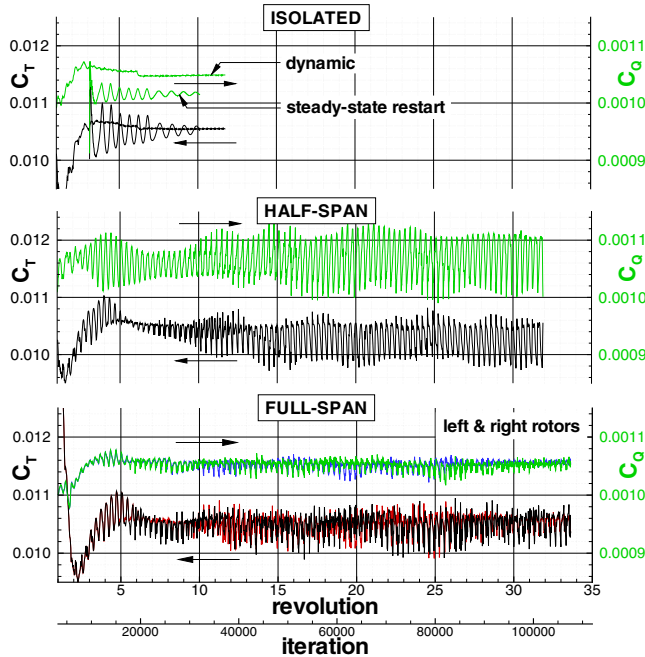 ISOLATED
0.012
0.011
0.010
C_T
dynamic
steady-state restart
0.0011
0.0010
0.0009
C_Q
HALF-SPAN
0.012
0.011
0.010
C_T
0.0011
0.0010
0.0009
C_Q
FULL-SPAN
left & right rotors
0.012
0.011
0.010
C_T
0.0011
0.0010
0.0009
C_Q
5 10 15 20 25 30 35
revolution
20000 40000 60000 80000 100000
iteration